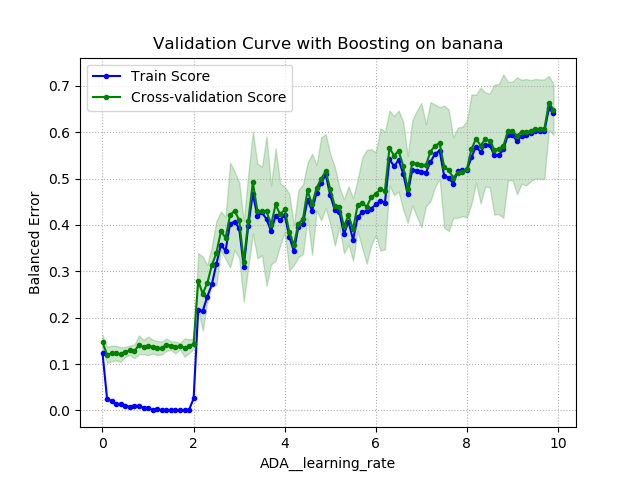 Validation Curve with Boosting on banana
Train Score
Cross-validation Score
Balanced Error
0.7
0.6
0.5
0.4
0.3
0.2
0.1
0.0
0 2 4 6 8 10
ADA__learning_rate